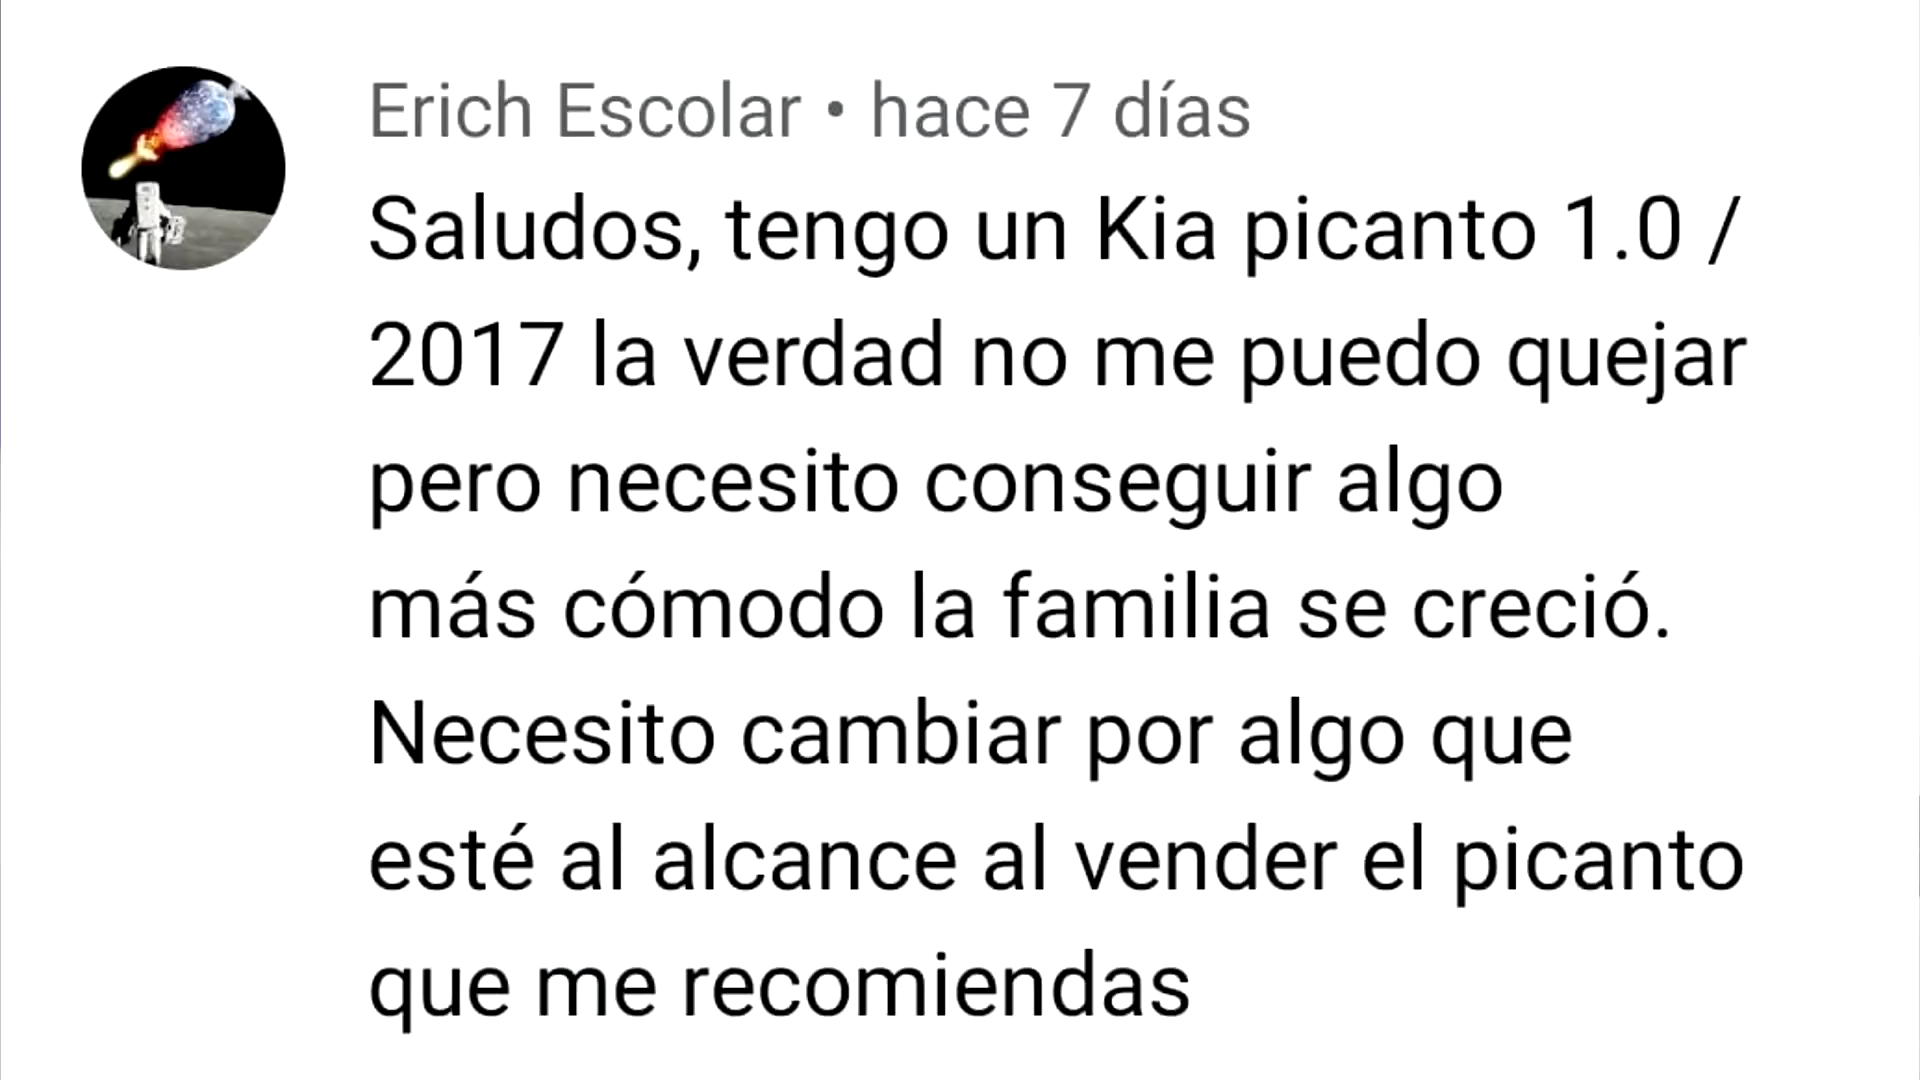 Erich Escolar • hace 7 días
Saludos, tengo un Kia picanto 1.0 /
2017 la verdad no me puedo quejar
pero necesito conseguir algo
más cómodo la familia se creció.
Necesito cambiar por algo que
esté al alcance al vender el picanto
que me recomiendas